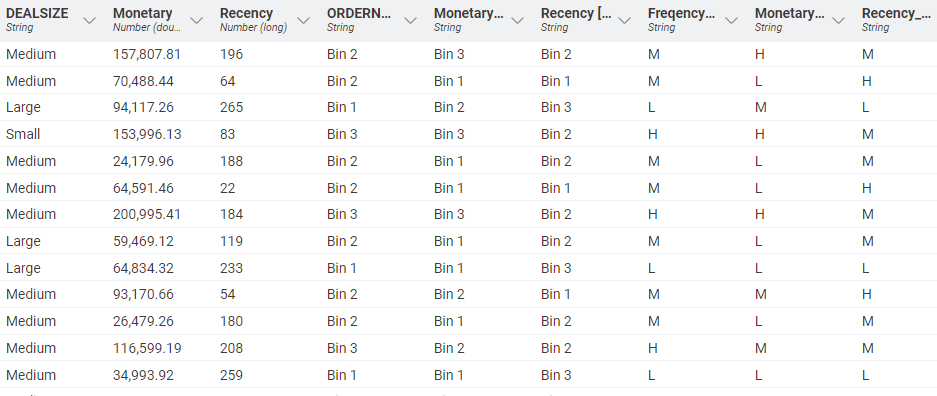 DEALSIZE Monetary Recency ORDERN... Monetary... Recency [... Freqency... Monetary... Recency_...
String Number (dou... Number (long) String String String String String String
Medium 157,807.81 196 Bin 2 Bin 3 Bin 2 M H M
Medium 70,488.44 64 Bin 2 Bin 1 Bin 1 M L H
Large 94,117.26 265 Bin 1 Bin 2 Bin 3 L M L
Small 153,996.13 83 Bin 3 Bin 3 Bin 2 H H M
Medium 24,179.96 188 Bin 2 Bin 1 Bin 2 M L M
Medium 64,591.46 22 Bin 2 Bin 1 Bin 1 M L H
Medium 200,995.41 184 Bin 3 Bin 3 Bin 2 H H M
Large 59,469.12 119 Bin 2 Bin 1 Bin 2 M L M
Large 64,834.32 233 Bin 1 Bin 1 Bin 3 L L L
Medium 93,170.66 54 Bin 2 Bin 2 Bin 1 M M H
Medium 26,479.26 180 Bin 2 Bin 1 Bin 2 M L M
Medium 116,599.19 208 Bin 3 Bin 2 Bin 2 H M M
Medium 34,993.92 259 Bin 1 Bin 1 Bin 3 L L L